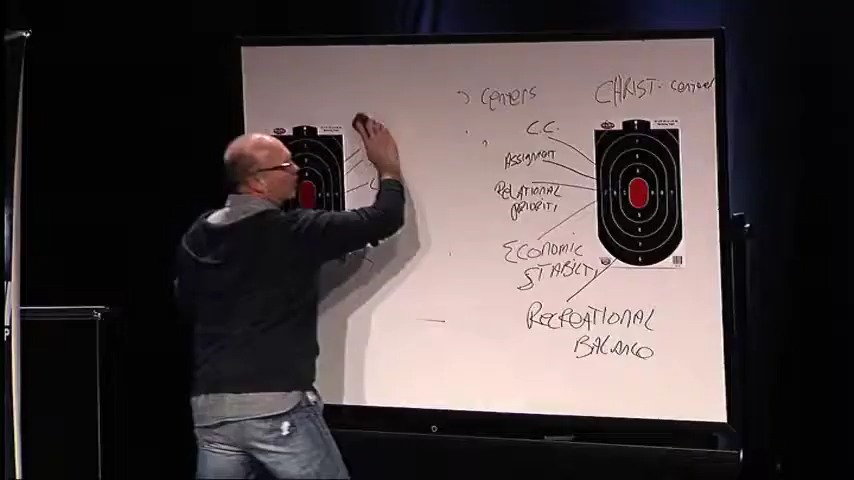 Centers
CHRIST-centered
C.C.
ASSIGNMENT
RELATIONAL
PRIORITY
ECONOMIC
STABILITY
RECREATIONAL
BALANCE